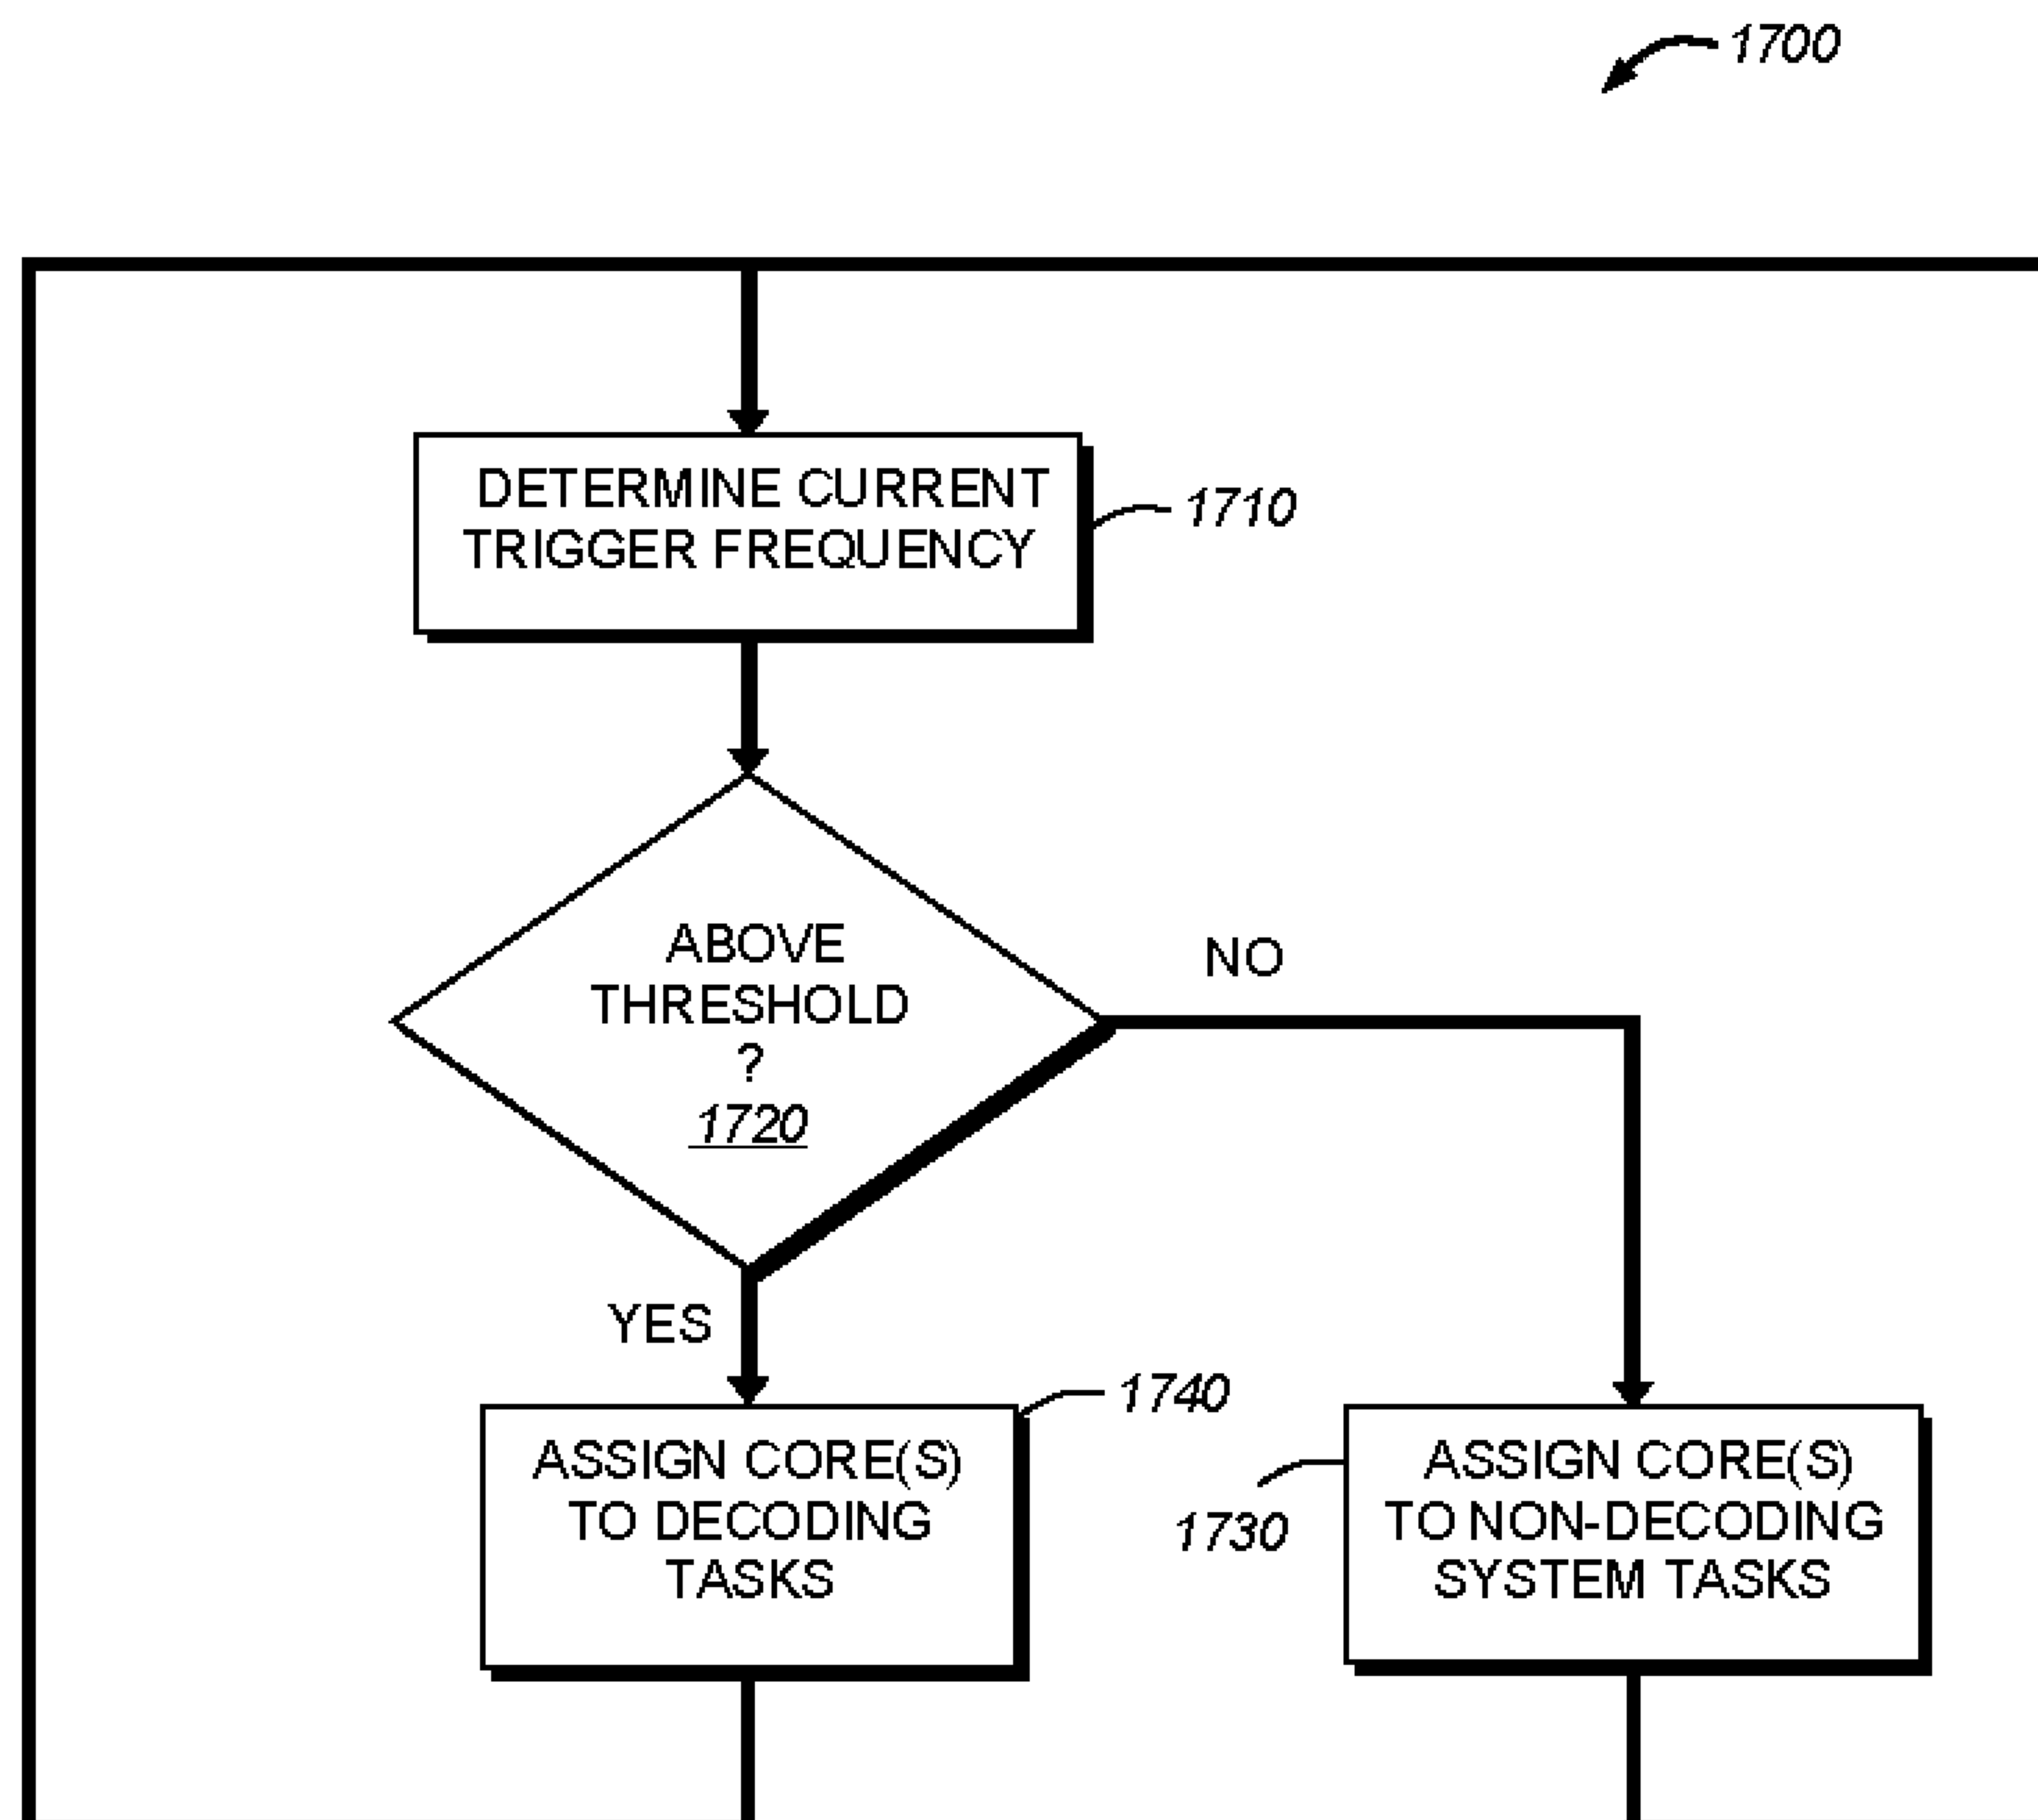 1700
DETERMINE CURRENT
TRIGGER FREQUENCY
1710
ABOVE
THRESHOLD
?
1720
NO
YES
1740
ASSIGN CORE(S)
TO DECODING
TASKS
1730
ASSIGN CORE(S)
TO NON-DECODING
SYSTEM TASKS